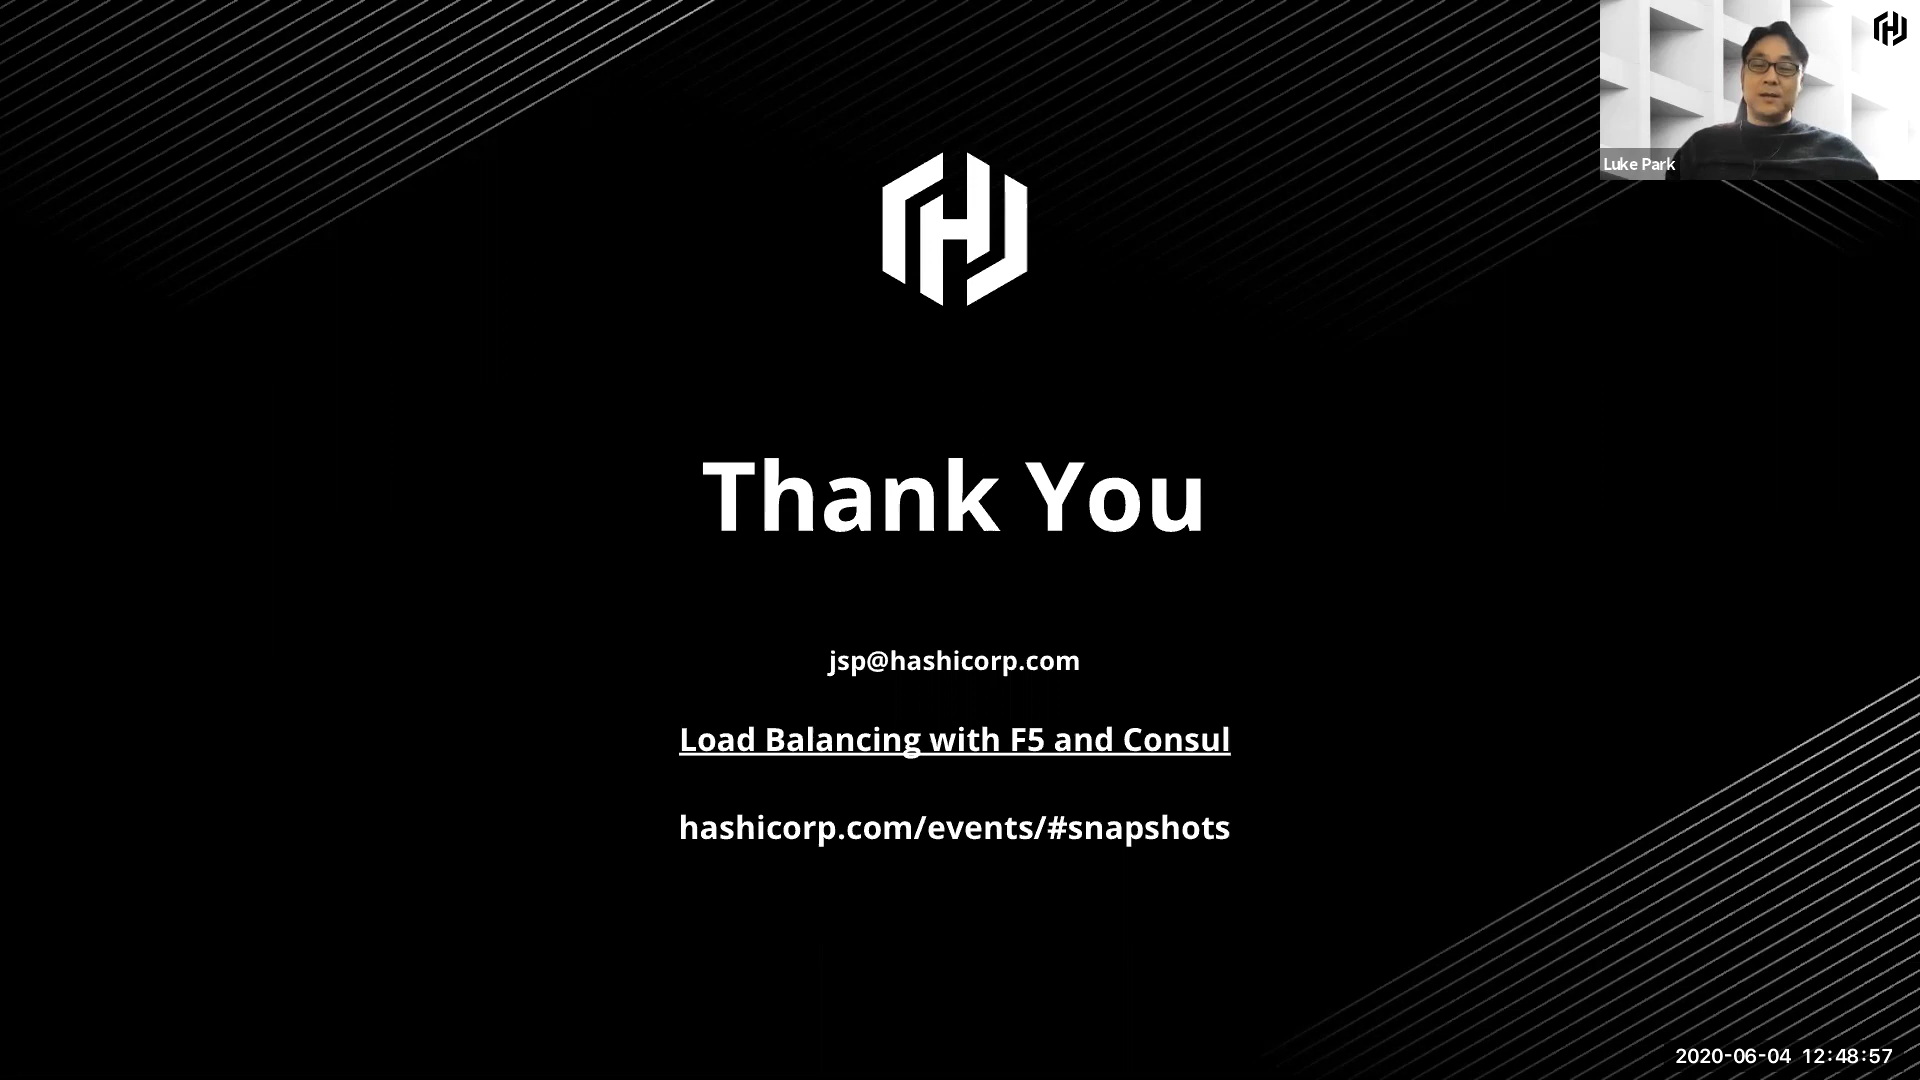 Luke Park
Thank You
jsp@hashicorp.com
Load Balancing with F5 and Consul
hashicorp.com/events/#snapshots
2020-06-04 12:48:57